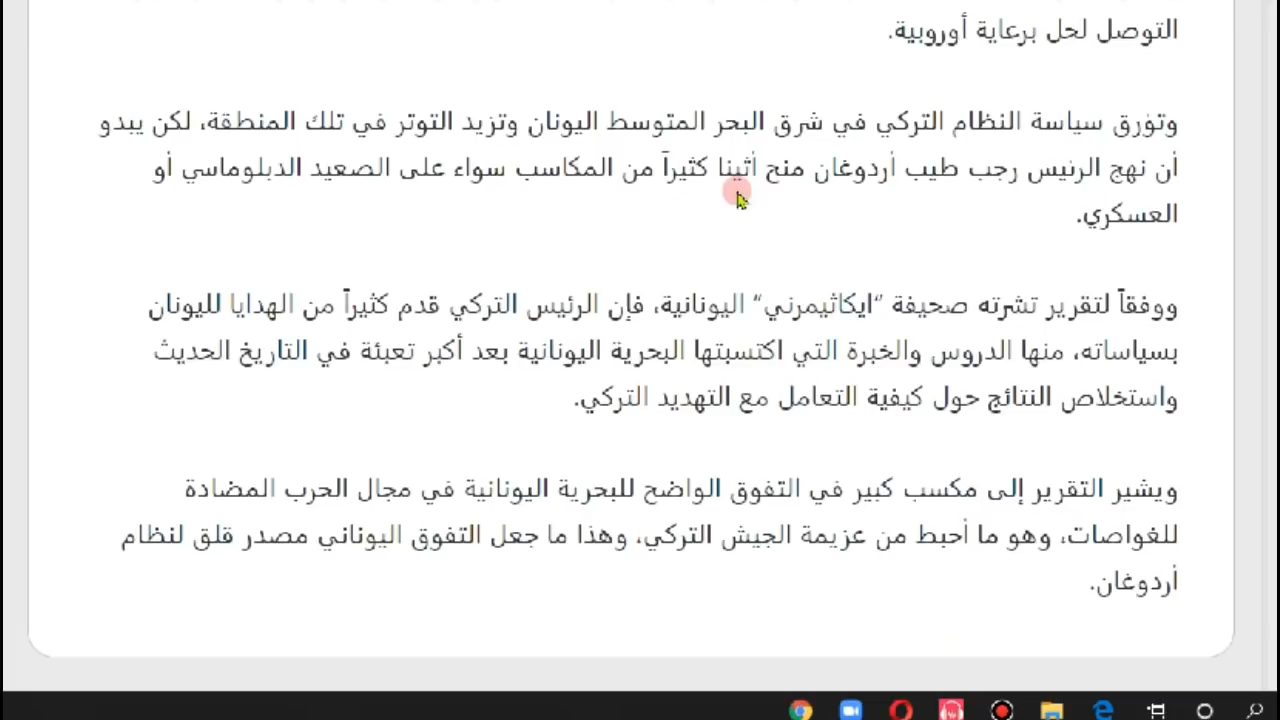 التوصل لحل برعاية أوروبية.
وتؤرق سياسة النظام التركي في شرق البحر المتوسط اليونان وتزيد التوتر في تلك المنطقة، لكن يبدو
أن نهج الرئيس رجب طيب أردوغان منح أثينا كثيراً من المكاسب سواء على الصعيد الدبلوماسي أو
العسكري.
ووفقاً لتقرير نشرته صحيفة “ايكاثيمرني” اليونانية، فإن الرئيس التركي قدم كثيراً من الهدايا لليونان
بسياساته، منها الدروس والخبرة التي اكتسبتها البحرية اليونانية بعد أكبر تعبئة في التاريخ الحديث
واستخلاص النتائج حول كيفية التعامل مع التهديد التركي.
ويشير التقرير إلى مكسب كبير في التفوق الواضح للبحرية اليونانية في مجال الحرب المضادة
للغواصات، وهو ما أحبط من عزيمة الجيش التركي، وهذا ما جعل التفوق اليوناني مصدر قلق لنظام
أردوغان.